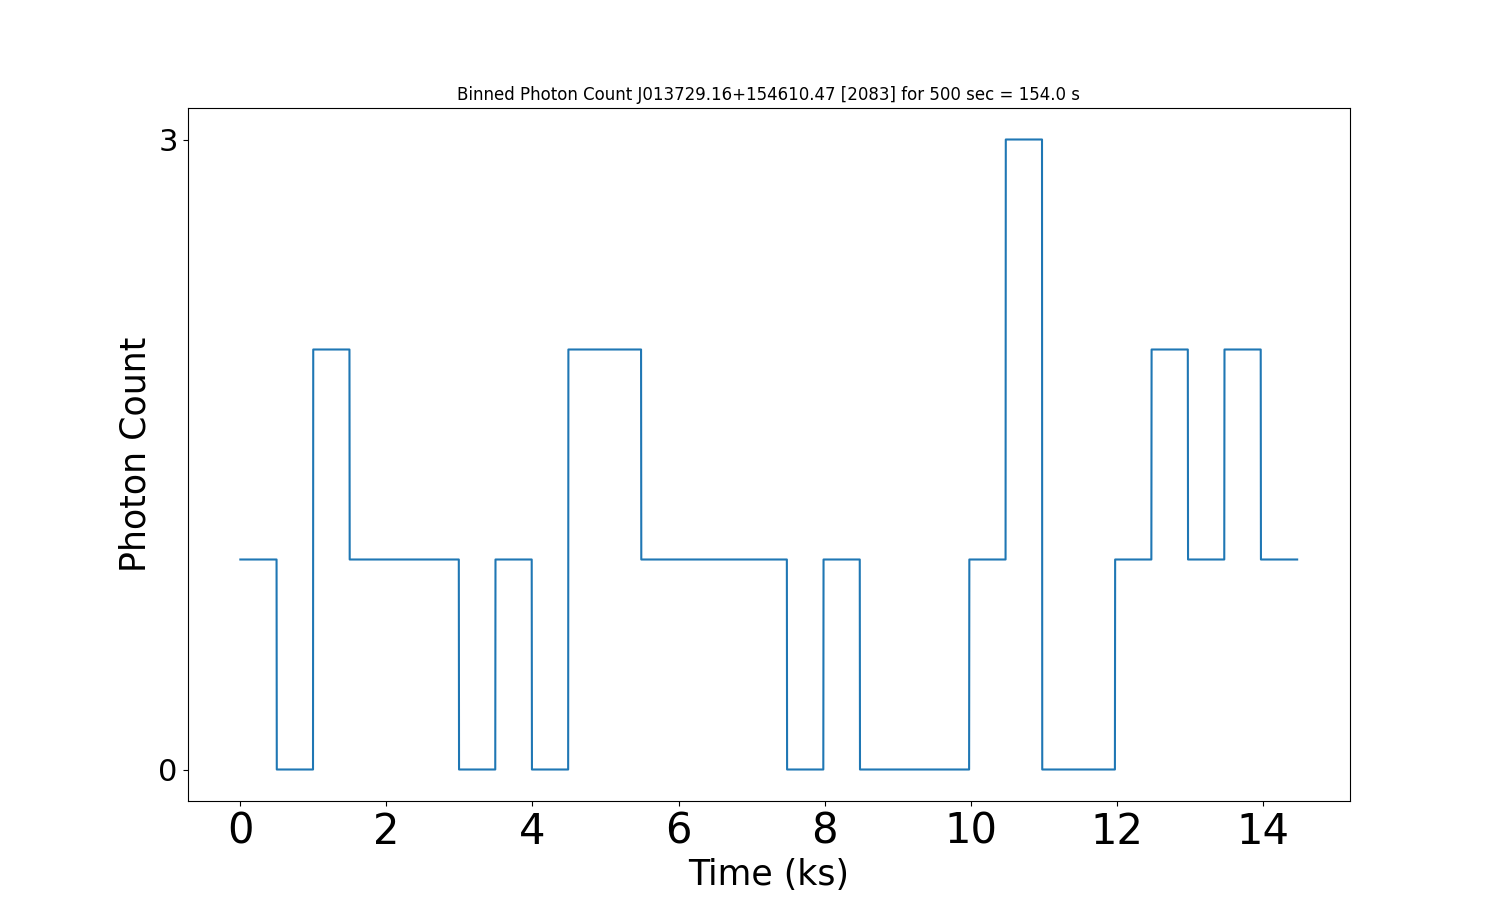 Binned Photon Count J013729.16+154610.47 [2083] for 500 sec = 154.0 s
3
Photon Count
0
0 2 4 6 8 10 12 14
Time (ks)